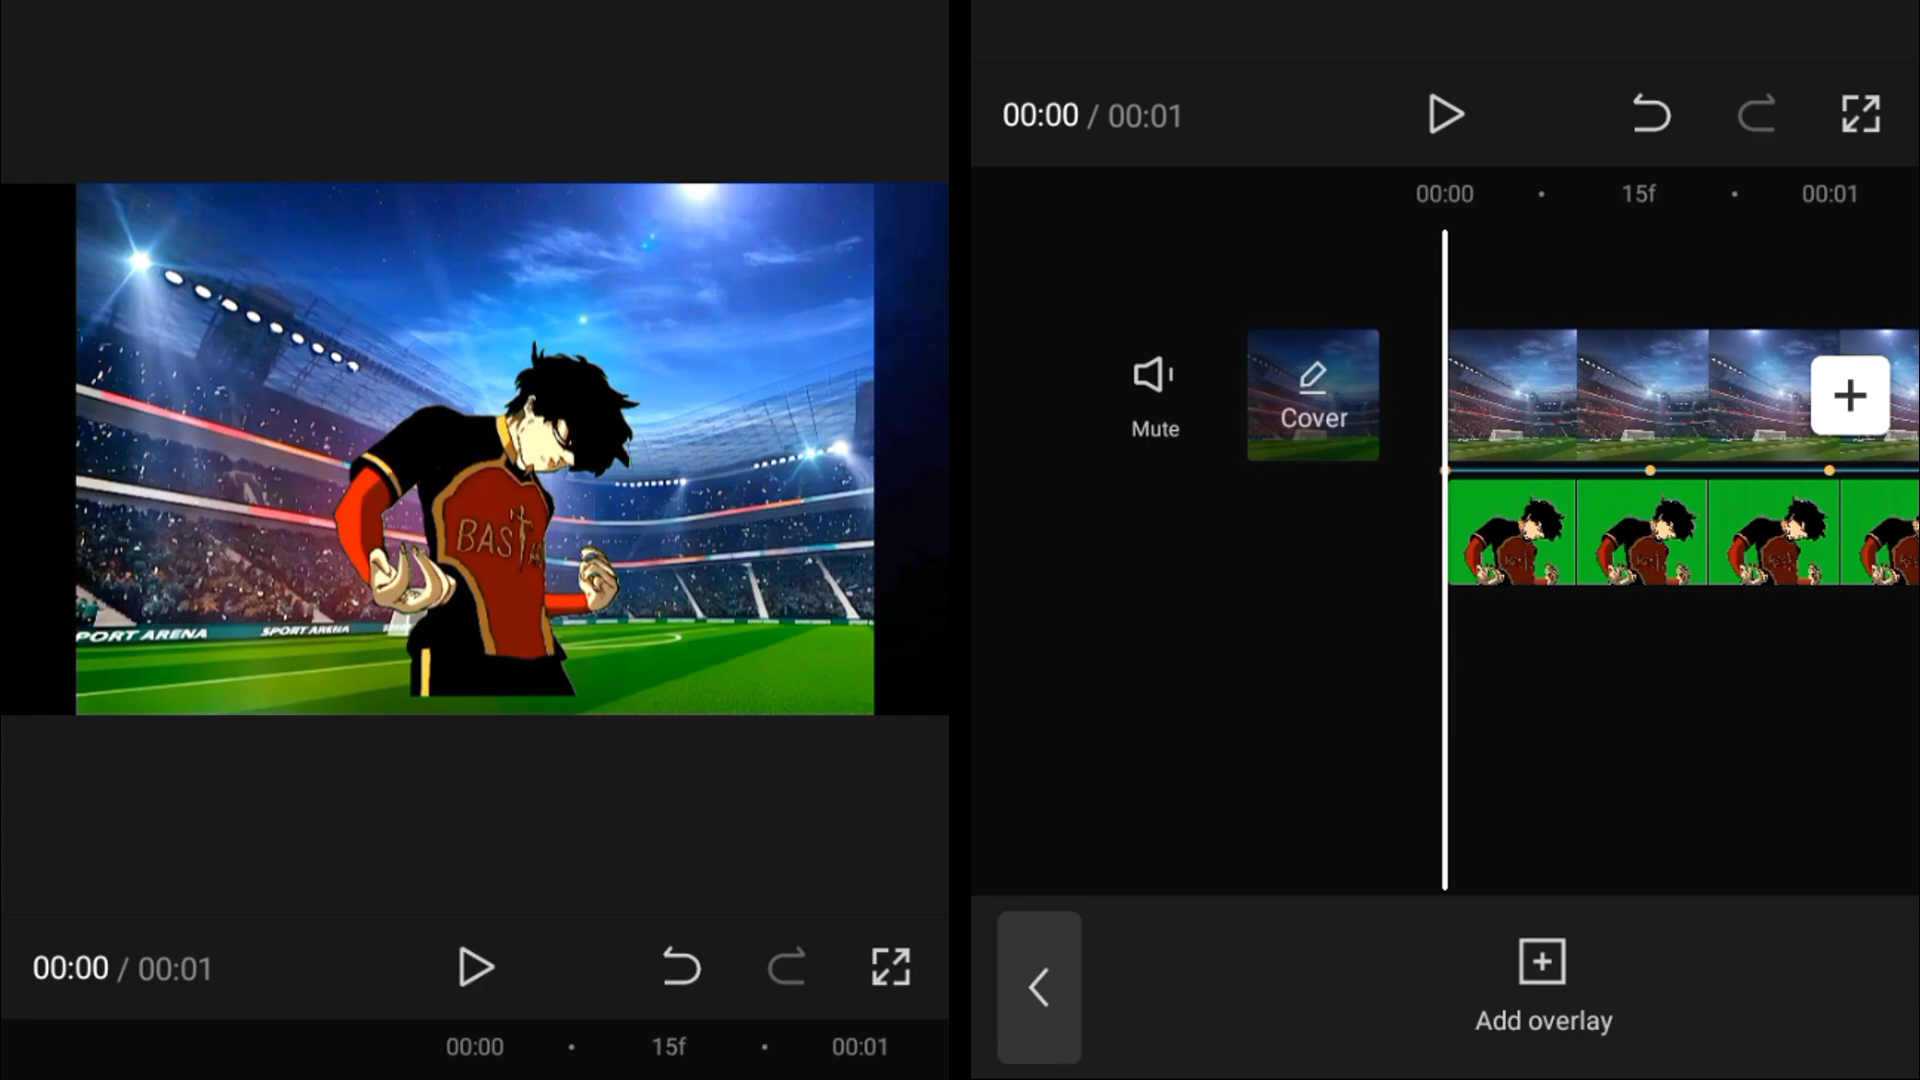 BAST
PORT ARENA
SPORT ARENA
00:00 / 00:01
00:00
15f
00:01
00:00 / 00:01
00:00
15f
00:01
Mute
Cover
Add overlay